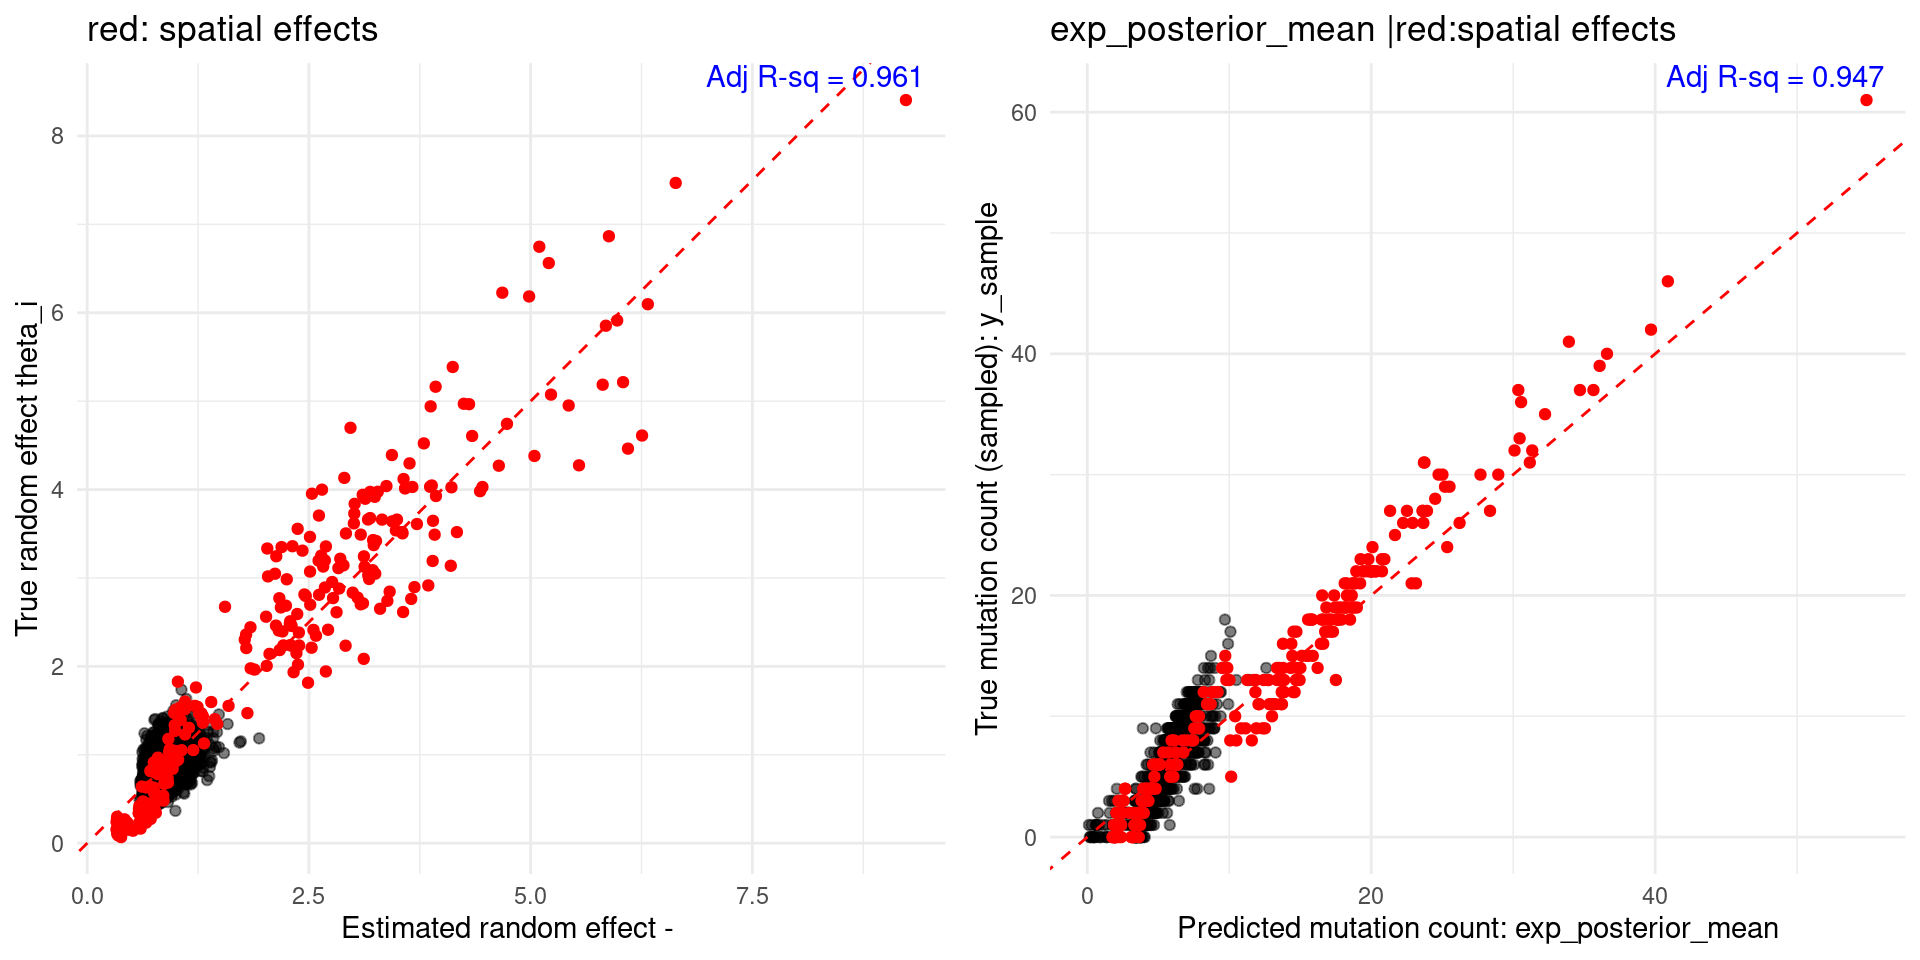 red: spatial effects
Adj R-sq = 0.961
True random effect theta_i
8
6
4
2
0
0.0
2.5
5.0
7.5
Estimated random effect -
exp_posterior_mean |red:spatial effects
Adj R-sq = 0.947
True mutation count (sampled): y_sample
60
40
20
0
0
20
40
Predicted mutation count: exp_posterior_mean